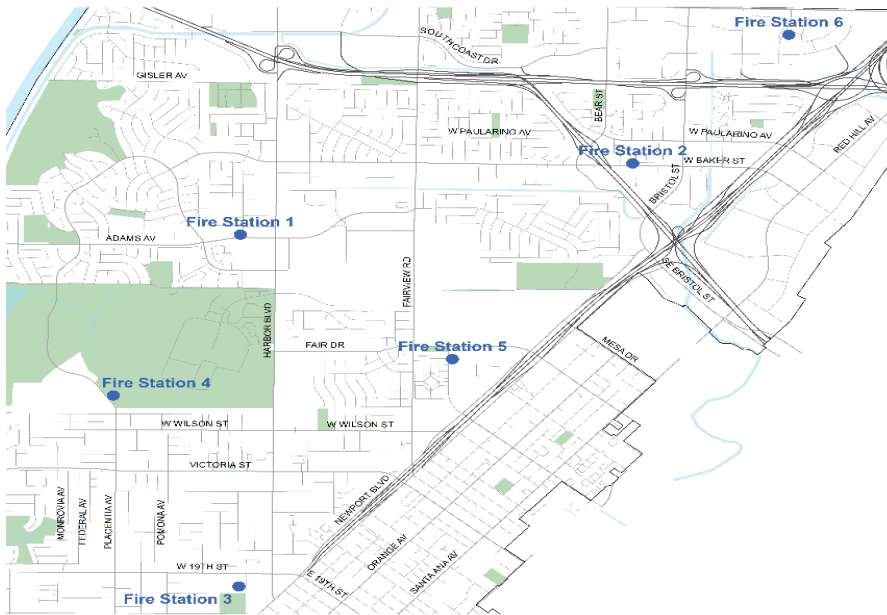 Fire Station 6
SOUTHCOAST DR
GISLER AV
BEAR ST
W PAULARINO AV
W PAULARINO AV
RED HILL AV
Fire Station 2
W BAKER ST
BRISTOL ST
Fire Station 1
ADAMS AV
FAIRVIEW RD
SE BRISTOL ST
HARBOR BLVD
FAIR DR
Fire Station 5
MESA DR
Fire Station 4
W WILSON ST
W WILSON ST
VICTORIA ST
MONROVIA AV
FEDERAL AV
PLACENTIA AV
POMONA AV
NEWPORT BLVD
ORANGE AV
SANTA ANA AV
W 19TH ST
E 19TH ST
Fire Station 3